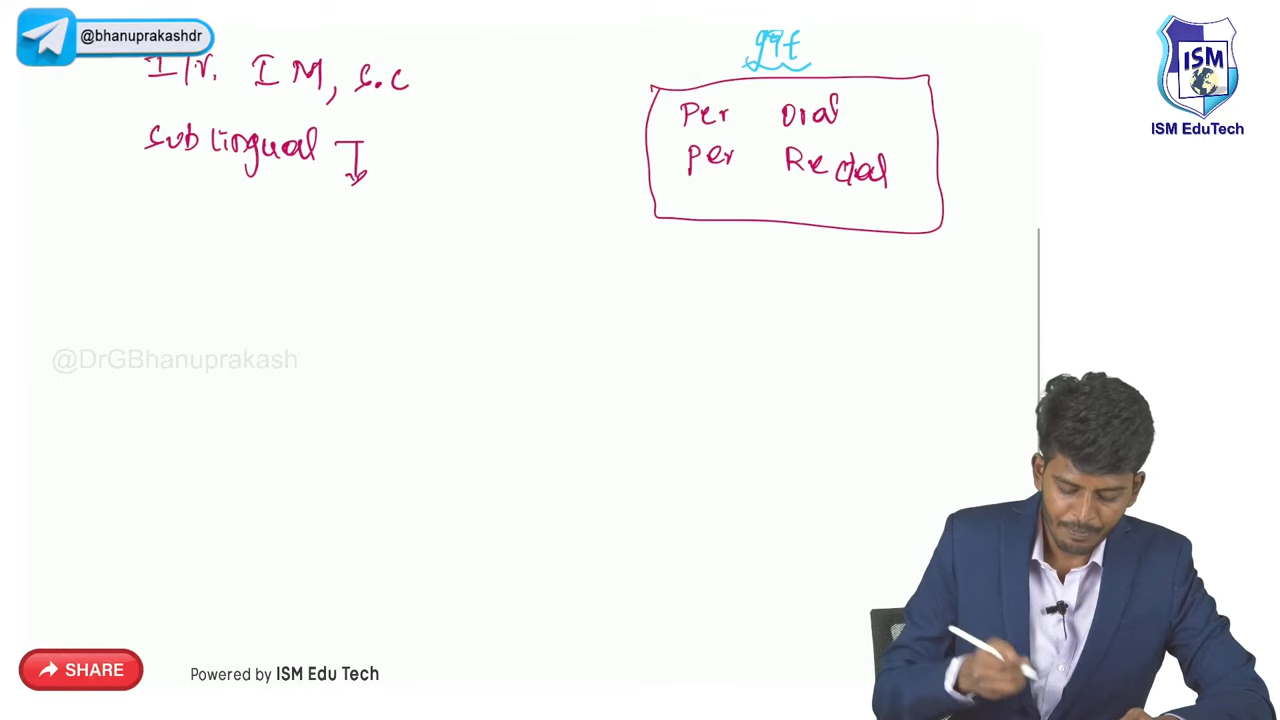 @bhanuprakashdr
I/V. IM, S.C
Sublingual
git
Per Oral
Per Rectal
ISM
ISM EduTech
@DrGBhanuprakash
SHARE
Powered by ISM Edu Tech